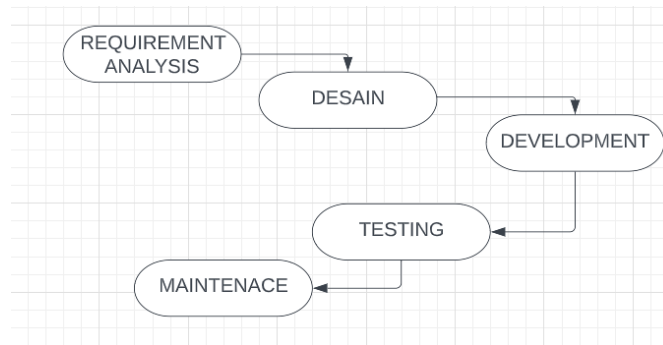 REQUIREMENT
ANALYSIS
DESAIN
DEVELOPMENT
TESTING
MAINTENACE